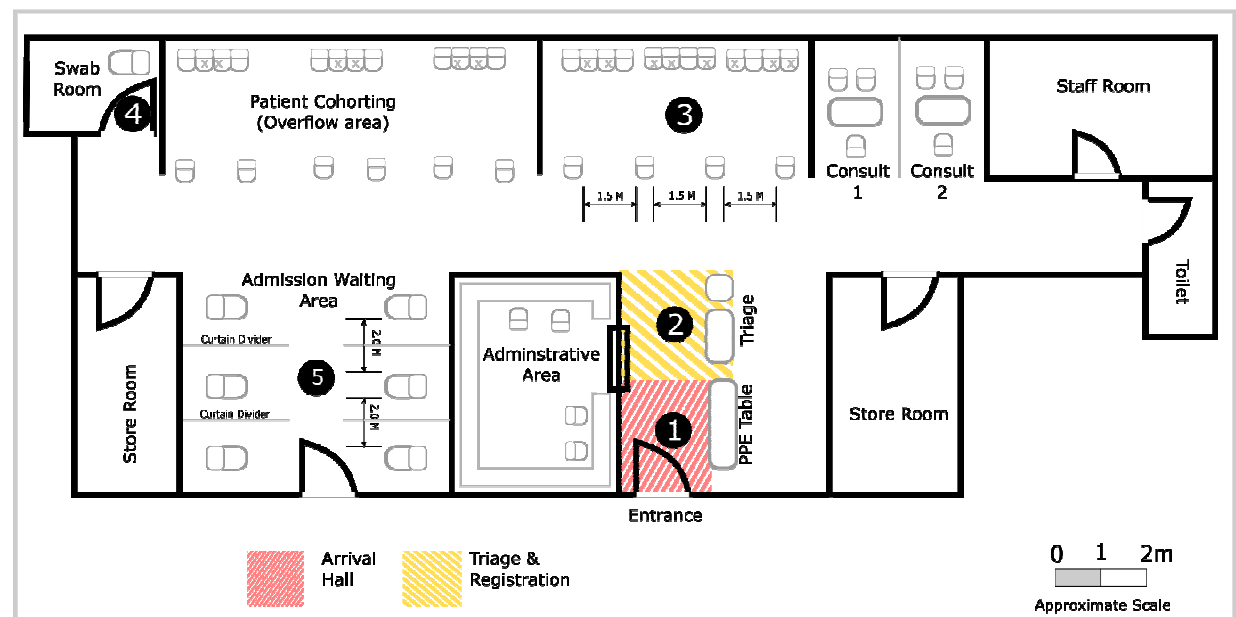 Swab
Room
4
Patient Cohorting
(Overflow area)
3
x x
x x
x x
x x
x x x
x x x
Consult
1
Consult
2
Staff Room
1.5 M
1.5 M
1.5 M
Toilet
Admission Waiting
Area
Curtain Divider
2.0 M
5
Curtain Divider
2.0 M
Store Room
Adminstrative
Area
2
Triage
1
PPE Table
Store Room
Entrance
Arrival
Hall
Triage &
Registration
0 1 2m
Approximate Scale